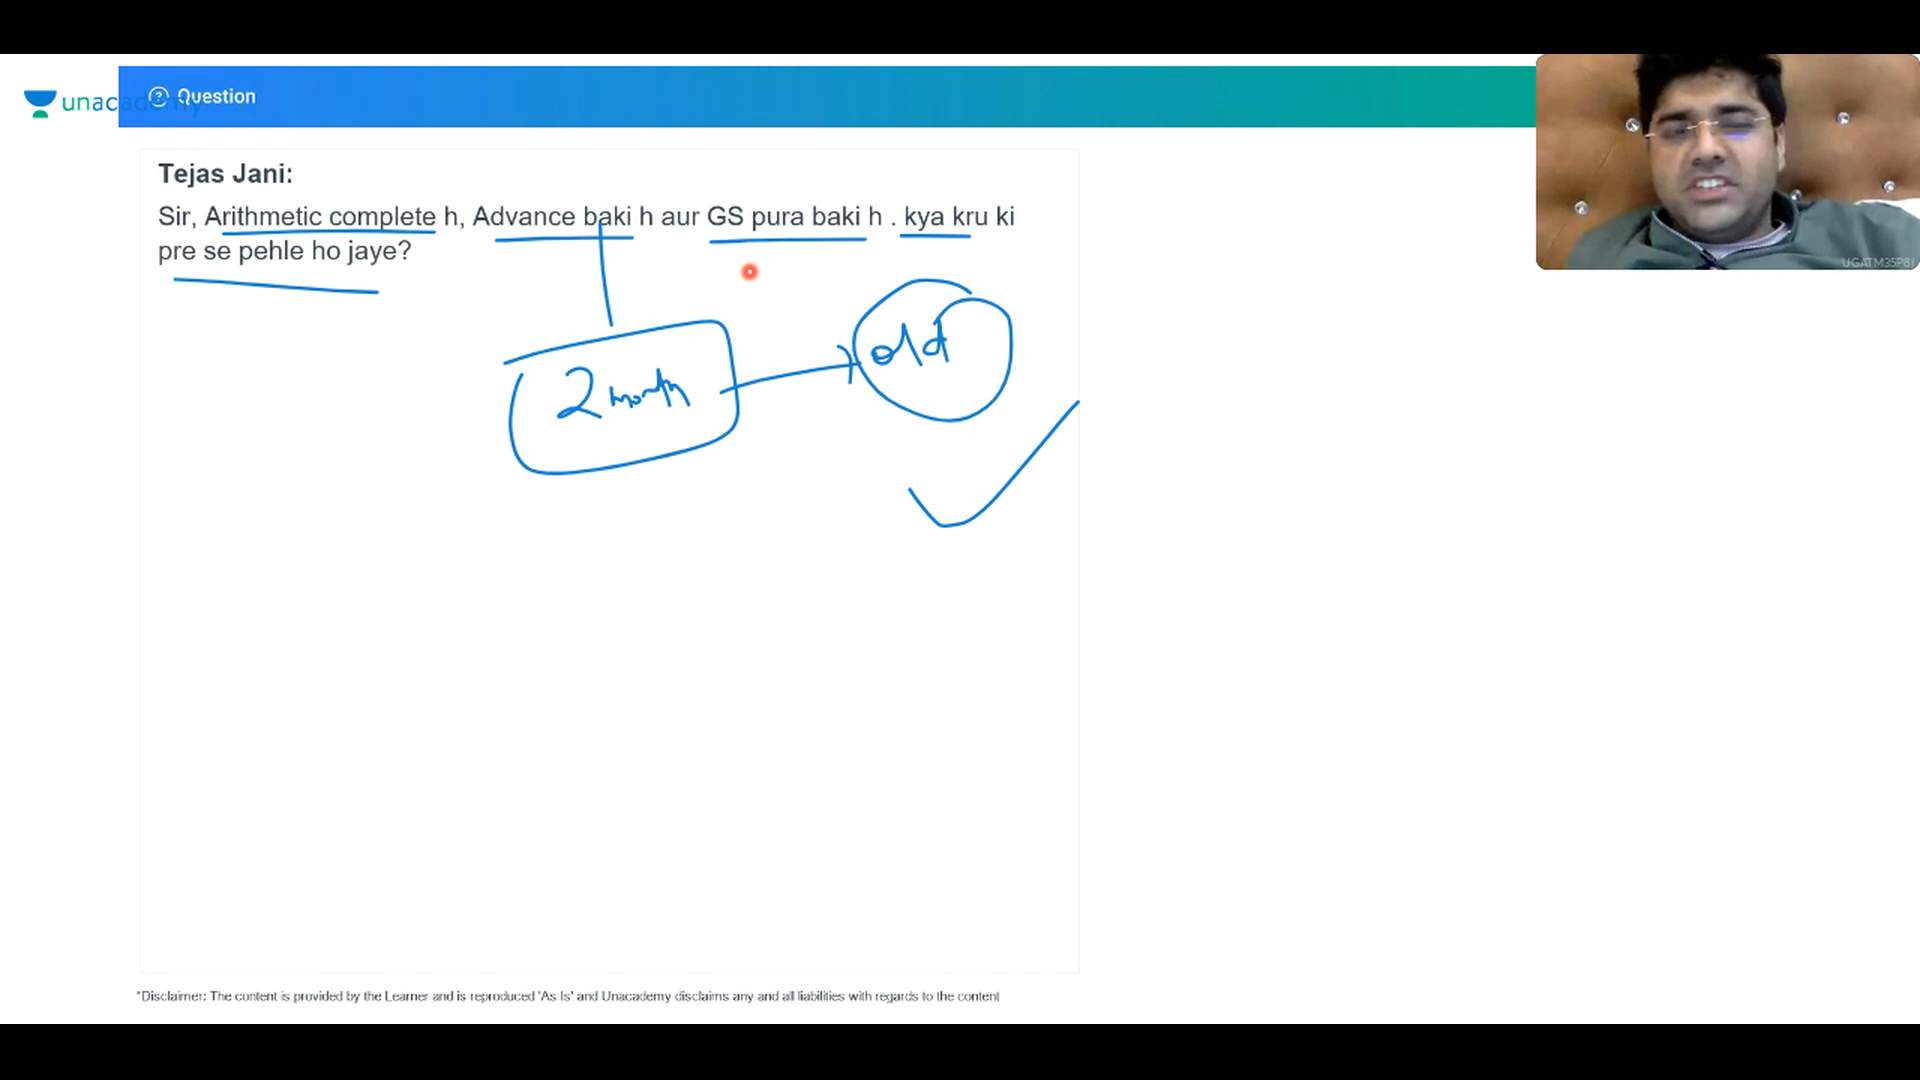 unacademy
Question
Tejas Jani:
Sir, Arithmetic complete h, Advance baki h aur GS pura baki h . kya kru ki
pre se pehle ho jaye?
old
2 month
UGATM35P8I
*Disclaimer: The content is provided by the Learner and is reproduced 'As Is' and Unacademy disclaims any and all liabilities with regards to the content